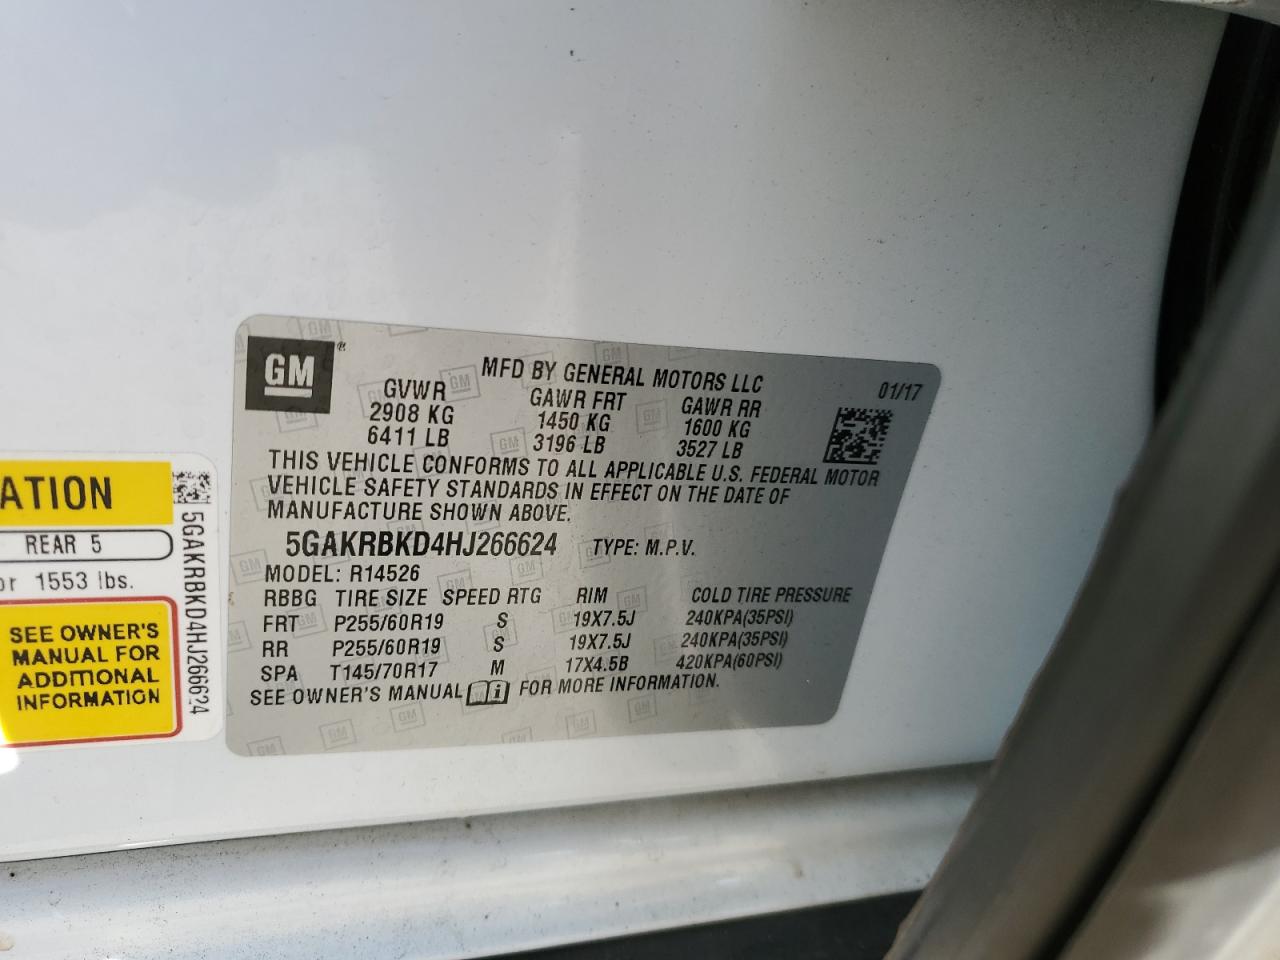 GM®
MFD BY GENERAL MOTORS LLC
01/17
GVWR GAWR FRT GAWR RR
2908 KG 1450 KG 1600 KG
6411 LB 3196 LB 3527 LB
THIS VEHICLE CONFORMS TO ALL APPLICABLE U.S. FEDERAL MOTOR
VEHICLE SAFETY STANDARDS IN EFFECT ON THE DATE OF
MANUFACTURE SHOWN ABOVE.
5GAKRBKD4HJ266624 TYPE: M.P.V.
MODEL: R14526
RBBG TIRE SIZE SPEED RTG RIM COLD TIRE PRESSURE
FRT P255/60R19 S 19X7.5J 240KPA(35PSI)
RR P255/60R19 S 19X7.5J 240KPA(35PSI)
SPA T145/70R17 M 17X4.5B 420KPA(60PSI)
SEE OWNER'S MANUAL i FOR MORE INFORMATION.
ATION
REAR 5
or 1553 lbs.
SEE OWNER'S
MANUAL FOR
ADDITIONAL
INFORMATION
5GAKRBKD4HJ266624